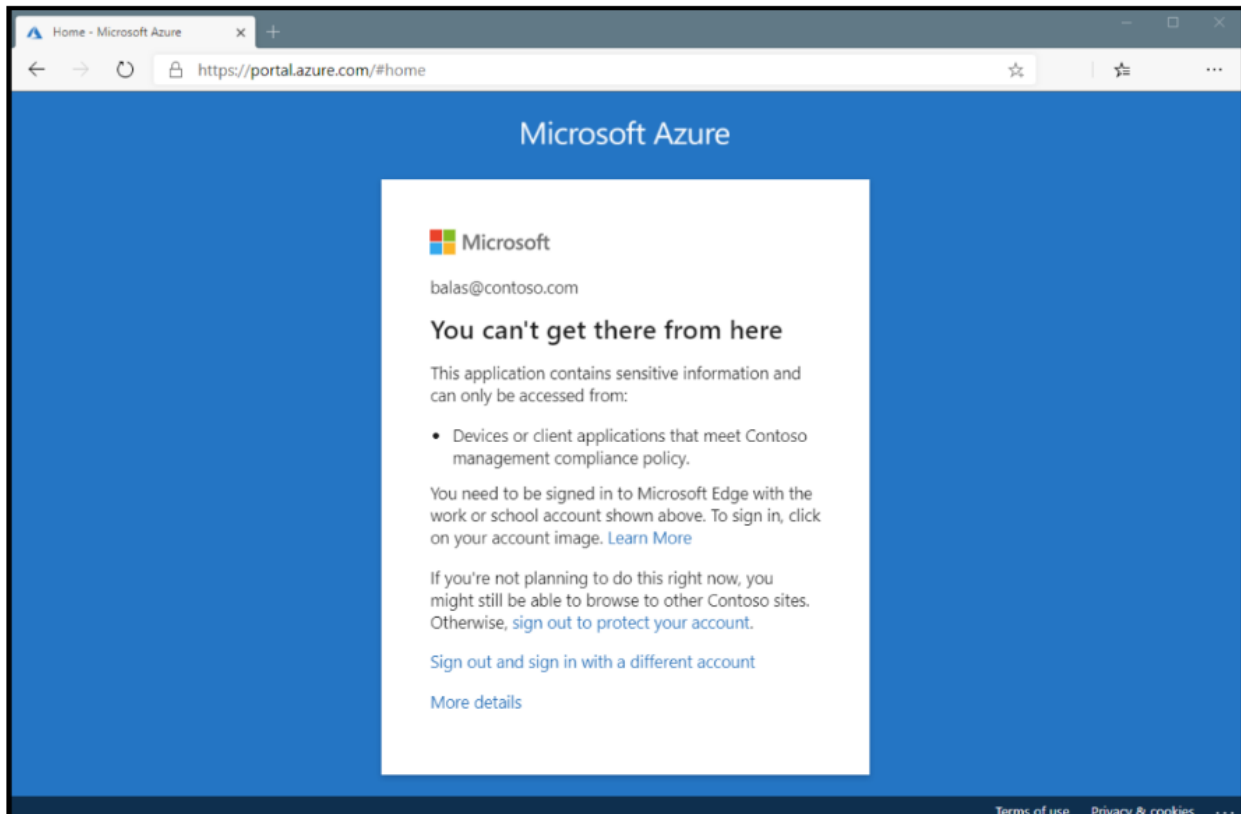 Home - Microsoft Azure
https://portal.azure.com/#home
Microsoft Azure
Microsoft
balas@contoso.com
You can't get there from here
This application contains sensitive information and
can only be accessed from:
• Devices or client applications that meet Contoso
management compliance policy.
You need to be signed in to Microsoft Edge with the
work or school account shown above. To sign in, click
on your account image. Learn More
If you're not planning to do this right now, you
might still be able to browse to other Contoso sites.
Otherwise, sign out to protect your account.
Sign out and sign in with a different account
More details
Terms of use Privacy & cookies ...